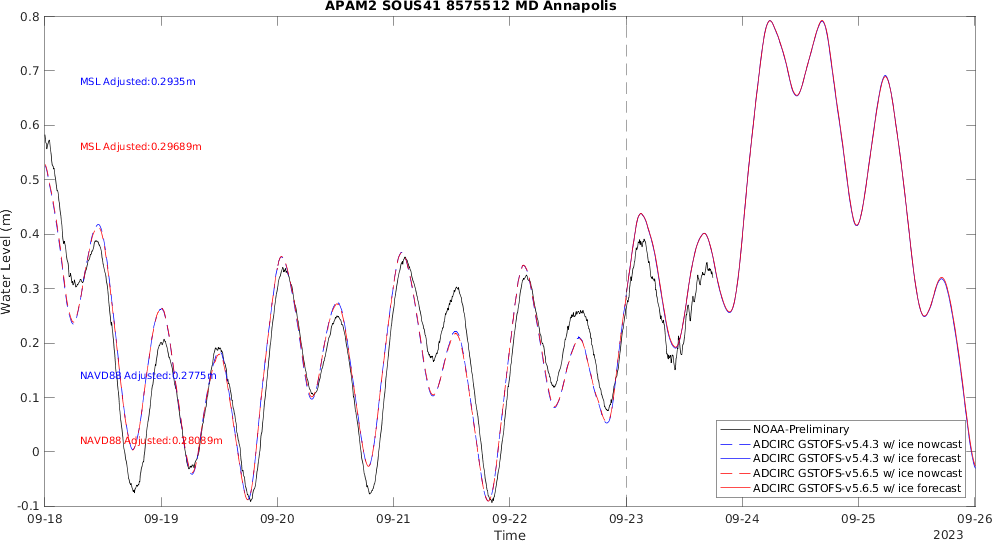 APAM2 SOUS41 8575512 MD Annapolis
0.8
0.7
0.6
0.5
0.4
0.3
0.2
0.1
0
-0.1
Water Level (m)
MSL Adjusted:0.2935m
MSL Adjusted:0.29689m
NAVD88 Adjusted:0.2775m
NAVD88 Adjusted:0.28089m
NOAA-Preliminary
ADCIRC GSTOFS-v5.4.3 w/ ice nowcast
ADCIRC GSTOFS-v5.4.3 w/ ice forecast
ADCIRC GSTOFS-v5.6.5 w/ ice nowcast
ADCIRC GSTOFS-v5.6.5 w/ ice forecast
09-18 09-19 09-20 09-21 09-22 09-23 09-24 09-25 09-26
Time
2023